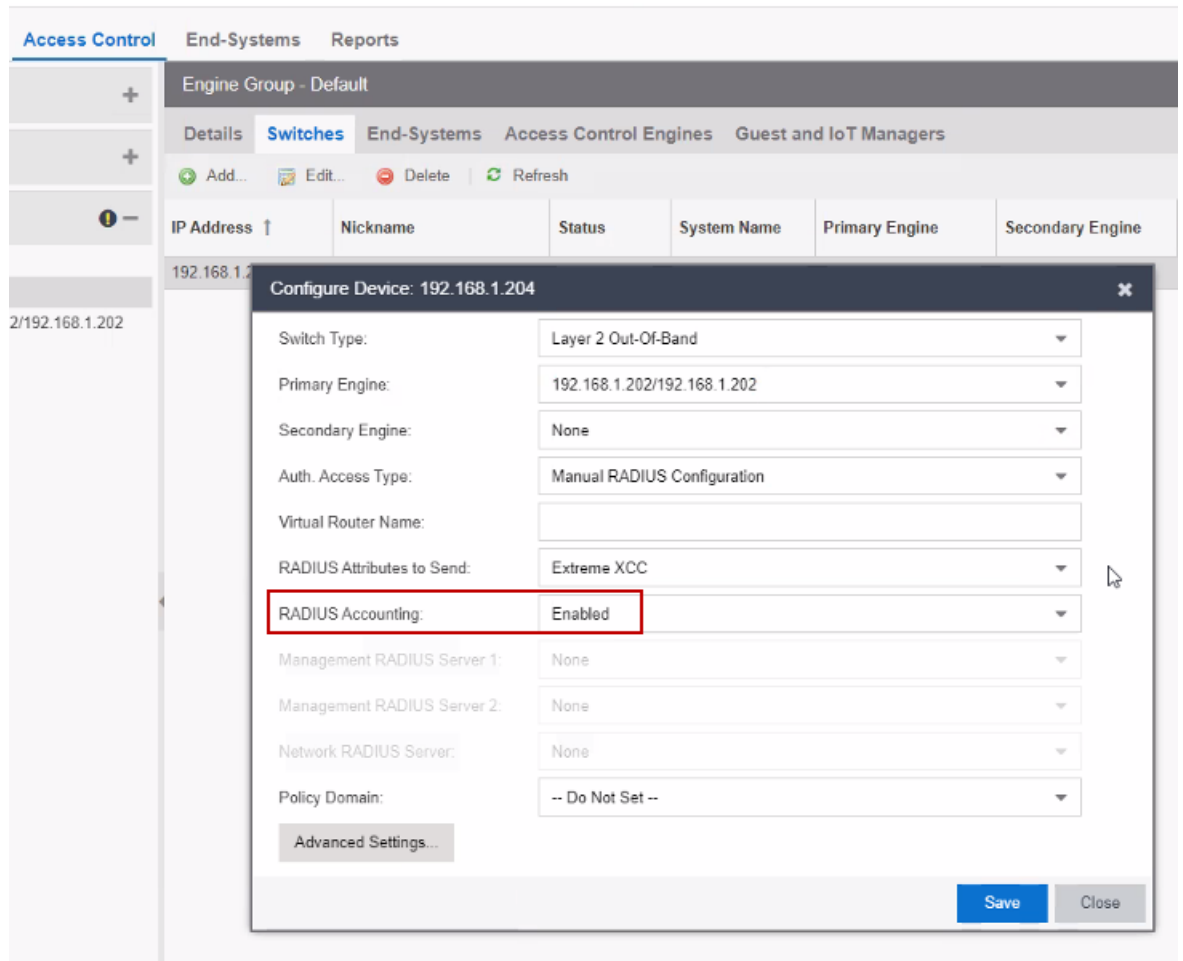 Access Control End-Systems Reports
Engine Group - Default
Details Switches End-Systems Access Control Engines Guest and IoT Managers
Add... Edit... Delete Refresh
IP Address Nickname Status System Name Primary Engine Secondary Engine
192.168.1.2
2/192.168.1.202
Configure Device: 192.168.1.204
Switch Type: Layer 2 Out-Of-Band
Primary Engine: 192.168.1.202/192.168.1.202
Secondary Engine: None
Auth. Access Type: Manual RADIUS Configuration
Virtual Router Name:
RADIUS Attributes to Send: Extreme XCC
RADIUS Accounting: Enabled
Management RADIUS Server 1: None
Management RADIUS Server 2: None
Network RADIUS Server: None
Policy Domain: -- Do Not Set --
Advanced Settings...
Save Close